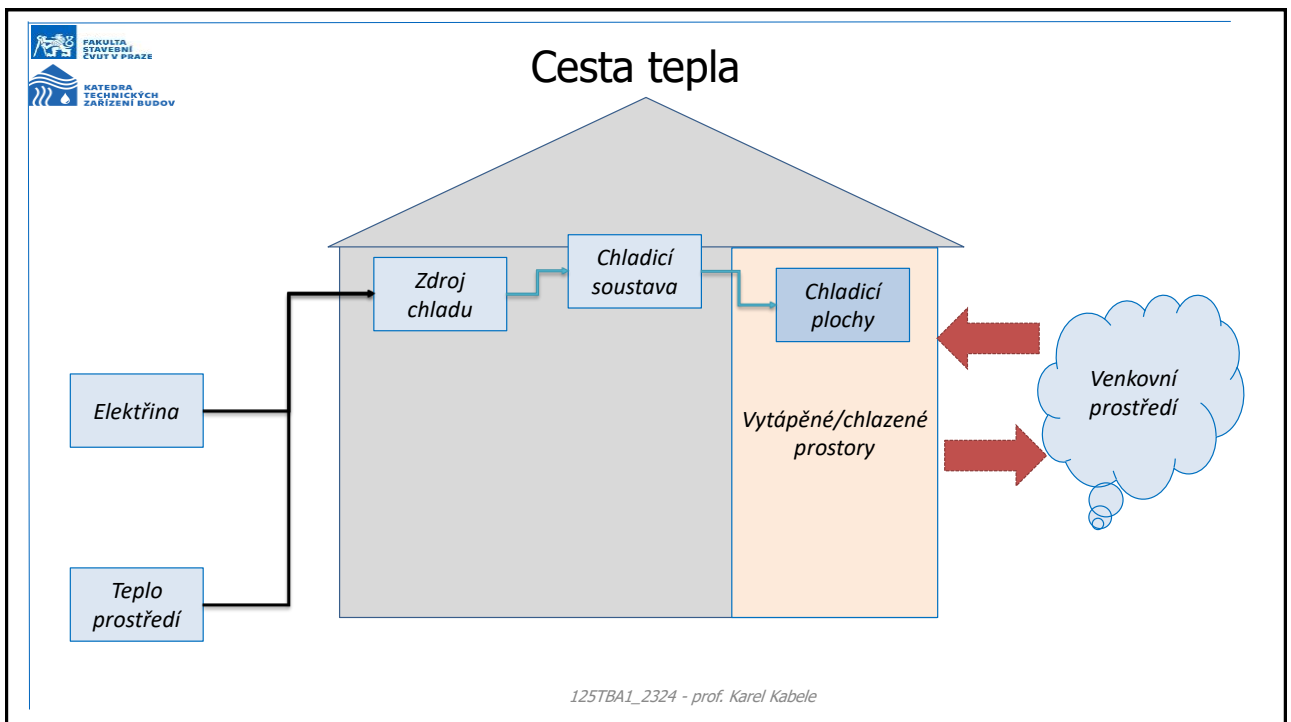 FAKULTA
STAVEBNÍ
ČVUT V PRAZE
KATEDRA
TECHNICKÝCH
ZAŘÍZENÍ BUDOV
Cesta tepla
Zdroj
chladu
Chladicí
soustava
Chladicí
plochy
Elektřina
Vytápěné/chlazené
prostory
Venkovní
prostředí
Teplo
prostředí
125TBA1_2324 - prof. Karel Kabele